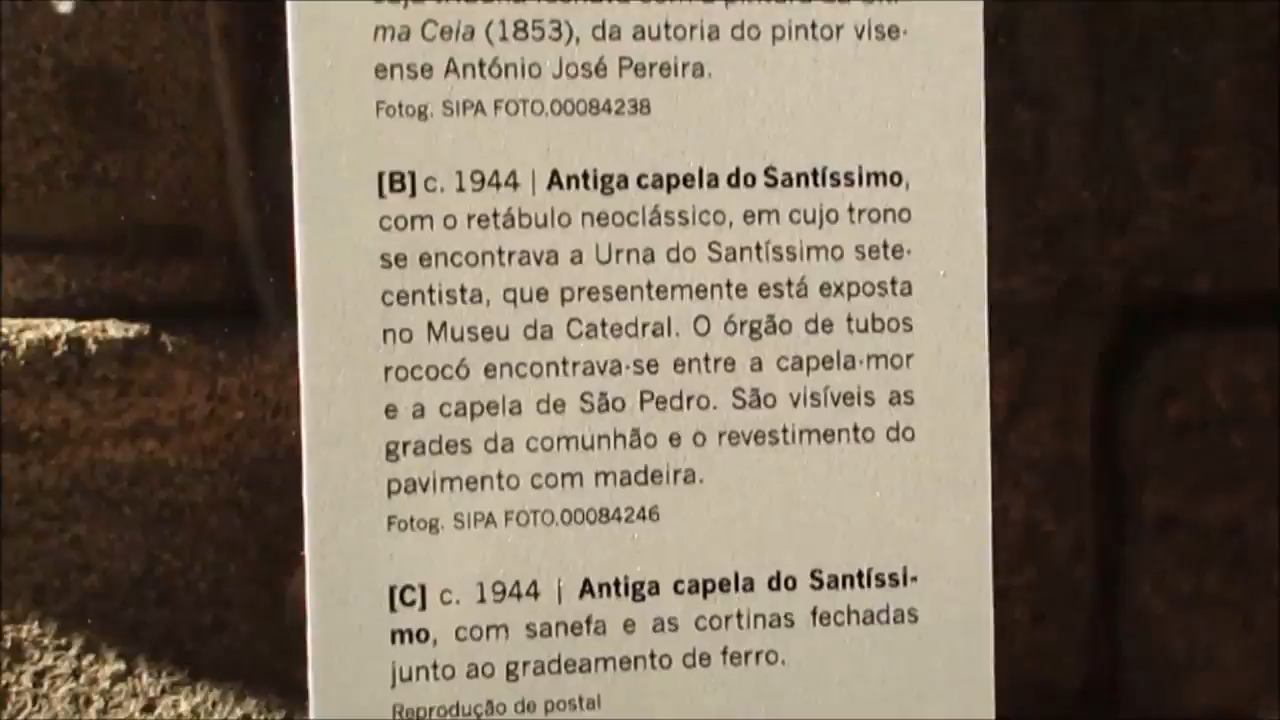 ma Ceia (1853), da autoria do pintor vise-
ense António José Pereira.
Fotog. SIPA FOTO.00084238
[B] c. 1944 | Antiga capela do Santíssimo,
com o retábulo neoclássico, em cujo trono
se encontrava a Urna do Santíssimo sete-
centista, que presentemente está exposta
no Museu da Catedral. O órgão de tubos
rococó encontrava-se entre a capela-mor
e a capela de São Pedro. São visíveis as
grades da comunhão e o revestimento do
pavimento com madeira.
Fotog. SIPA FOTO.00084246
[C] c. 1944 | Antiga capela do Santíssi-
mo, com sanefa e as cortinas fechadas
junto ao gradeamento de ferro.
Reprodução de postal